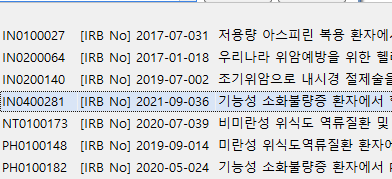 IN0100027 [IRB No] 2017-07-031 저용량 아스피린 복용 환자에서
IN0200064 [IRB No] 2017-01-018 우리나라 위암예방을 위한 헬
IN0200140 [IRB No] 2019-07-002 조기위암으로 내시경 절제술을
IN0400281 [IRB No] 2021-09-036 기능성 소화불량증 환자에서
NT0100173 [IRB No] 2020-07-039 비미란성 위식도 역류질환 및
PH0100148 [IRB No] 2019-09-014 미란성 위식도역류질환 환자에
PH0100182 [IRB No] 2020-05-024 기능성 소화불량증 환자에서